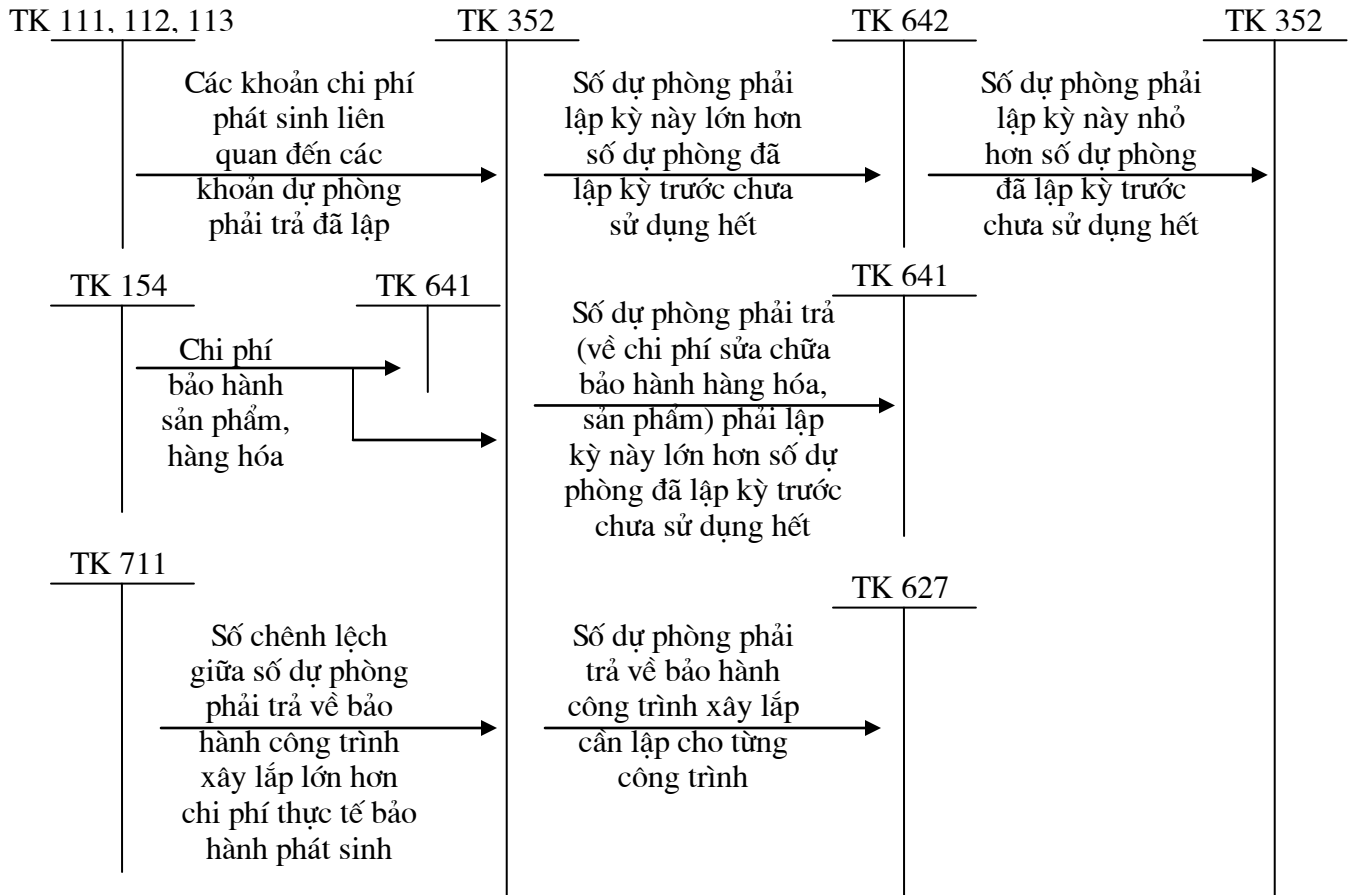 TK 111, 112, 113
TK 352
TK 642
TK 352
Các khoản chi phí
phát sinh liên
quan đến các
khoản dự phòng
phải trả đã lập
Số dự phòng phải
lập kỳ này lớn hơn
số dự phòng đã
lập kỳ trước chưa
sử dụng hết
Số dự phòng phải
lập kỳ này nhỏ
hơn số dự phòng
đã lập kỳ trước
chưa sử dụng hết
TK 154
TK 641
TK 641
Chi phí
bảo hành
sản phẩm,
hàng hóa
Số dự phòng phải trả
(về chi phí sửa chữa
bảo hành hàng hóa,
sản phẩm) phải lập
kỳ này lớn hơn số dự
phòng đã lập kỳ trước
chưa sử dụng hết
TK 711
TK 627
Số chênh lệch
giữa số dự phòng
phải trả về bảo
hành công trình
xây lắp lớn hơn
chi phí thực tế bảo
hành phát sinh
Số dự phòng phải
trả về bảo hành
công trình xây lắp
cần lập cho từng
công trình